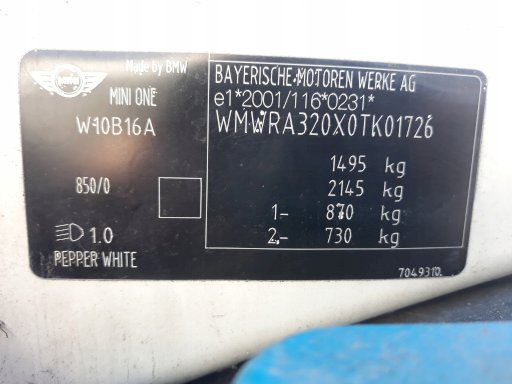 MINI
Made by BMW
MINI ONE
W10B16A
850/0
1.0
PEPPER WHITE
BAYERISCHE MOTOREN WERKE AG
e1*2001/116*0231*
WMWRA320X0TK01726
1495 kg
2145 kg
1- 870 kg
2.- 730 kg
7049310